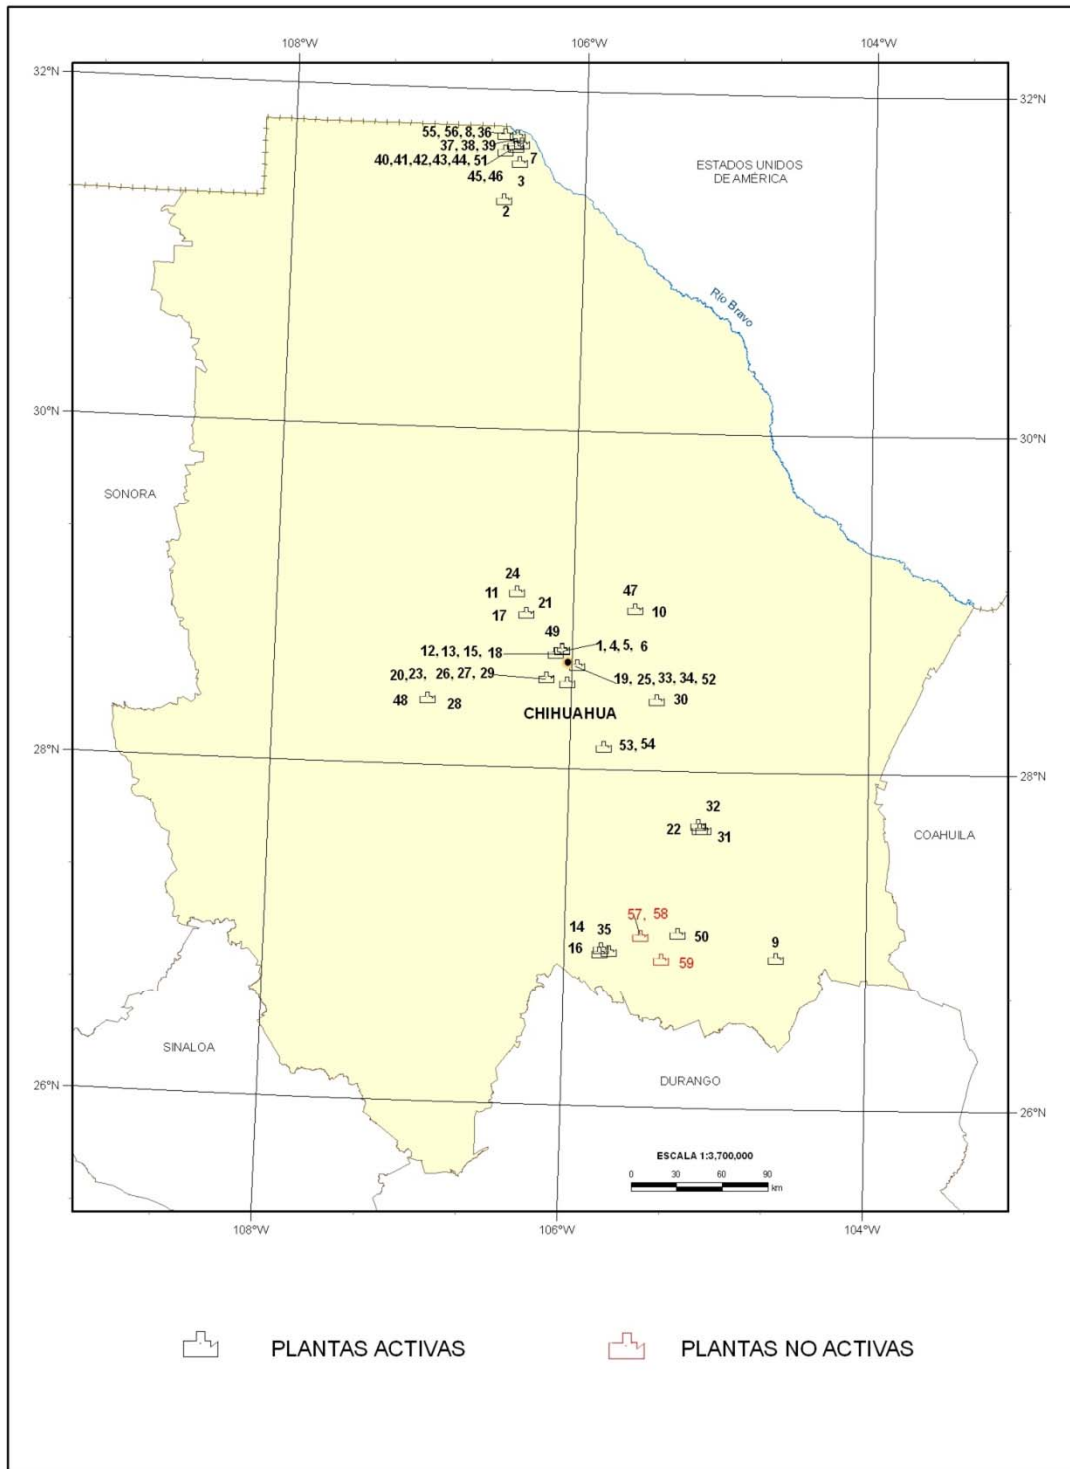 108°W 106°W 104°W
32°N 32°N
55, 56, 8, 36
37, 38, 39
40, 41, 42, 43, 44, 51
7
45, 46
3
2
ESTADOS UNIDOS
DE AMÉRICA
Río Bravo
30°N 30°N
SONORA
24
11
21
17
47
10
49
1, 4, 5, 6
12, 13, 15, 18
20, 23, 26, 27, 29
19, 25, 33, 34, 52
48
28
30
CHIHUAHUA
53, 54
28°N 28°N
32
22
31
COAHUILA
57, 58
14
35
16
50
9
59
SINALOA
DURANGO
26°N 26°N
ESCALA 1:3,700,000
0 30 60 90
km
108°W 106°W 104°W
PLANTAS ACTIVAS
PLANTAS NO ACTIVAS